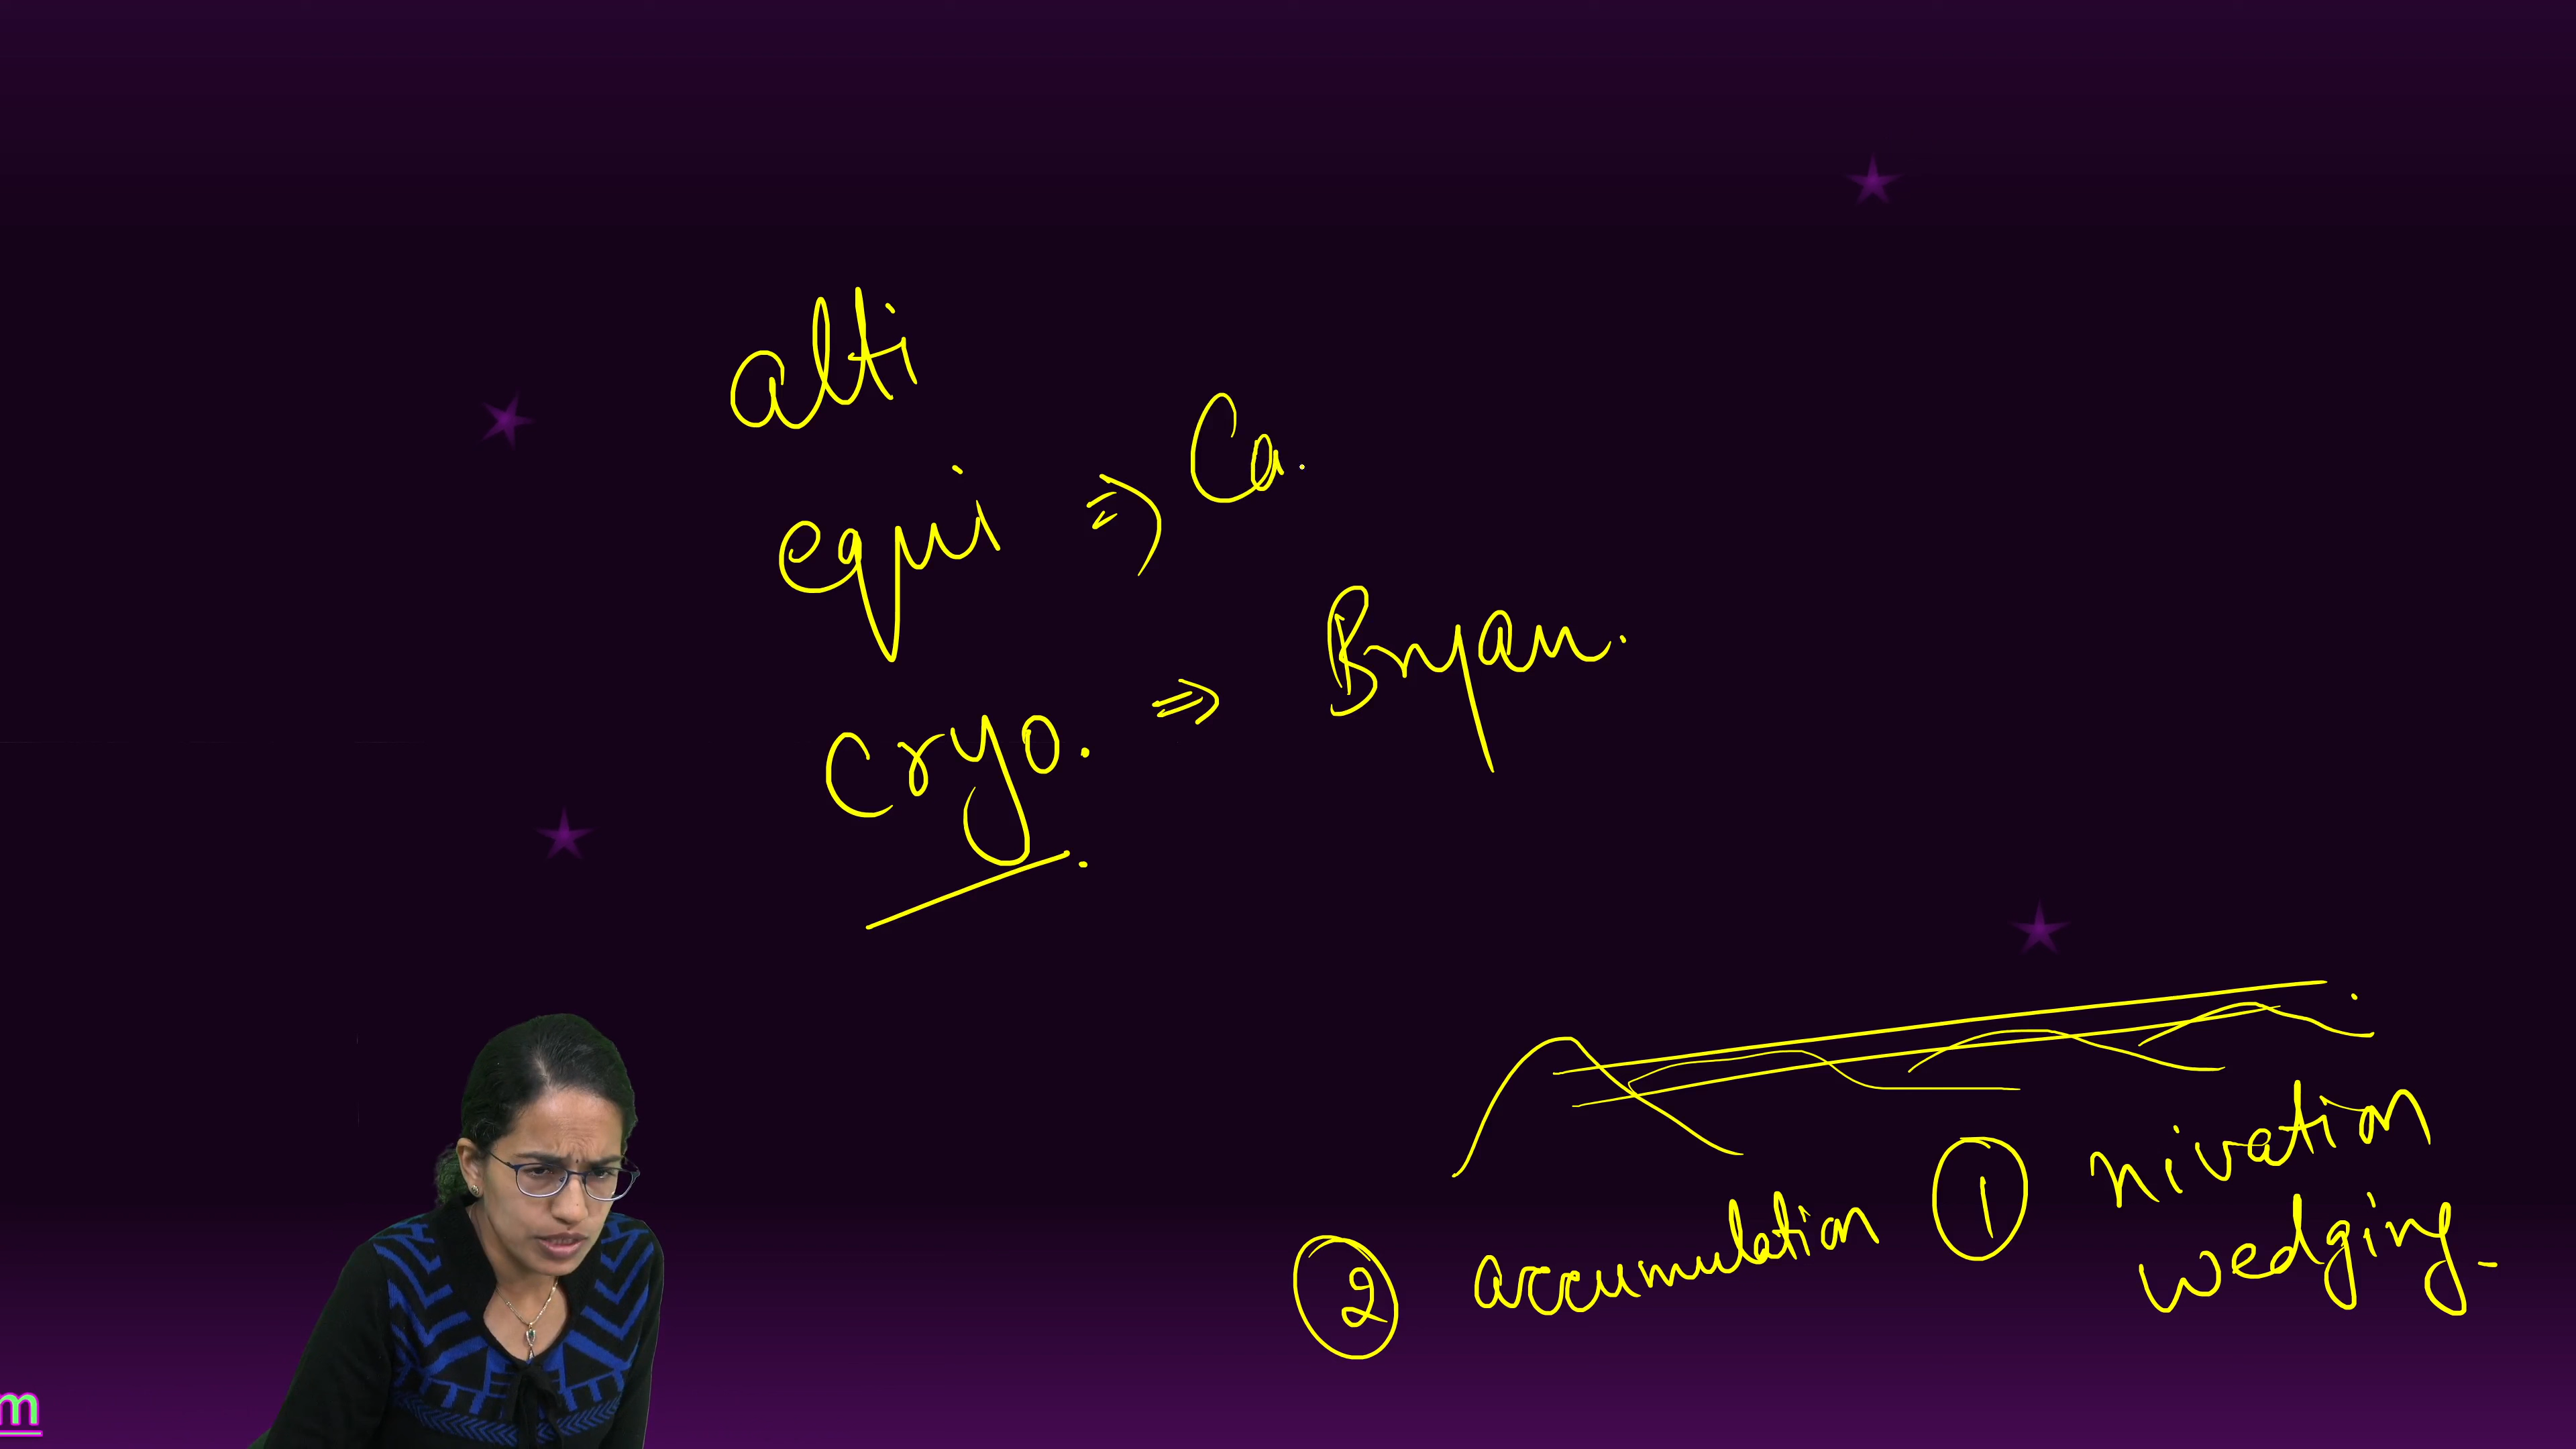 alti
equi ⇒ Ca.
cryo. ⇒ Bryan.
① nivation
wedging
② accumulation
m